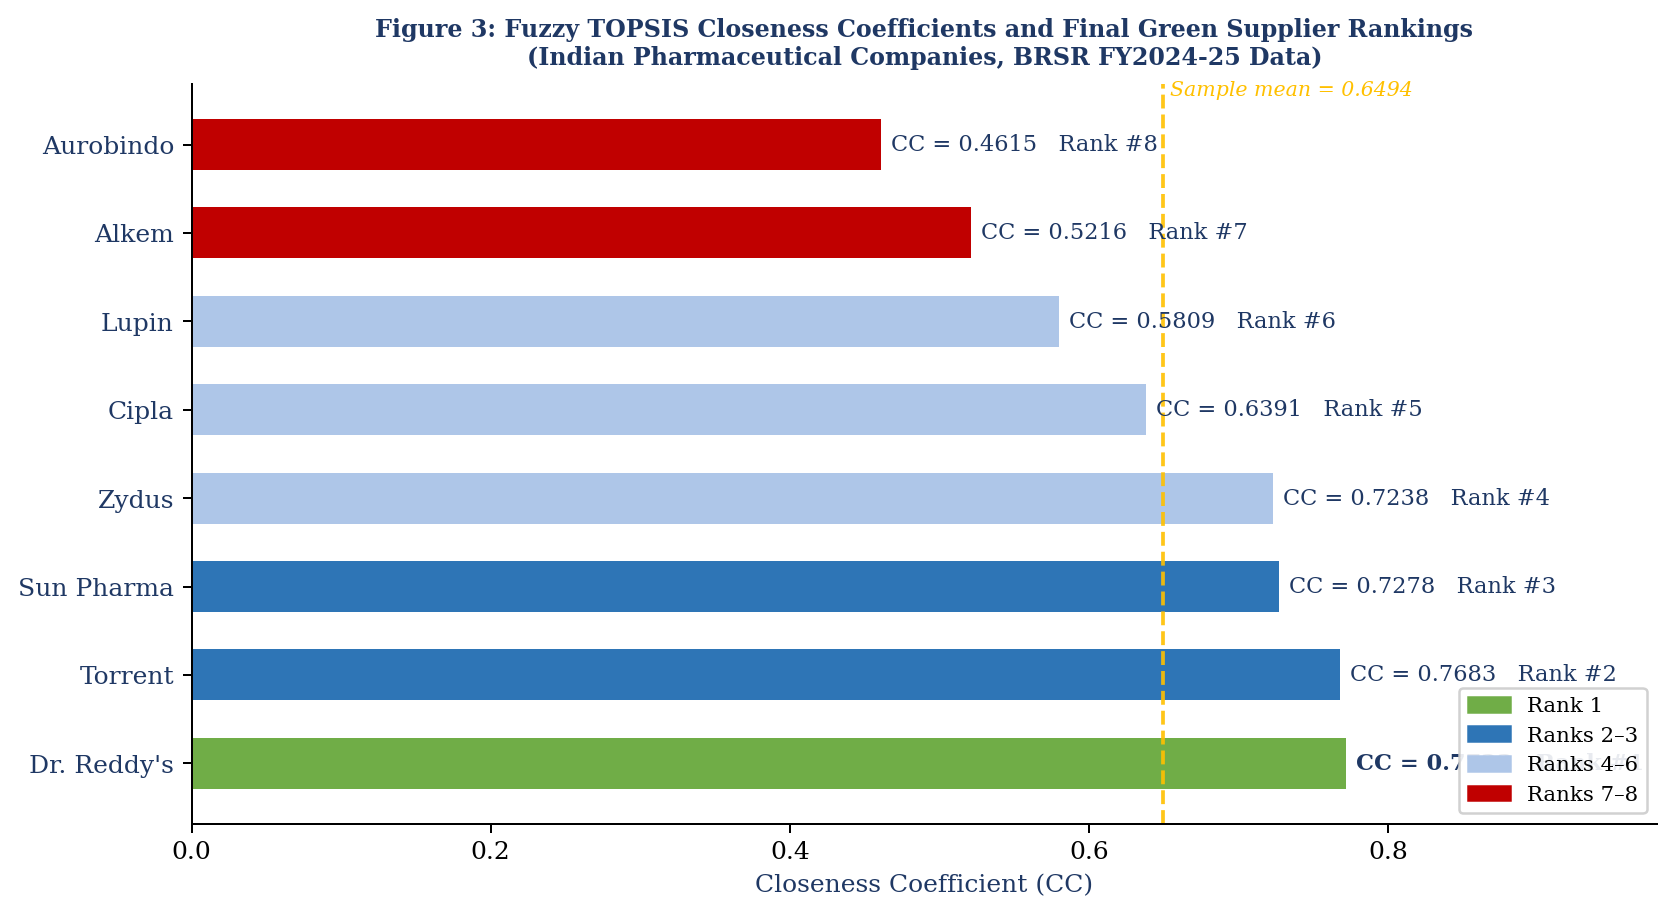 Figure 3: Fuzzy TOPSIS Closeness Coefficients and Final Green Supplier Rankings
(Indian Pharmaceutical Companies, BRSR FY2024-25 Data)
Sample mean = 0.6494
Aurobindo CC = 0.4615 Rank #8
Alkem CC = 0.5216 Rank #7
Lupin CC = 0.5809 Rank #6
Cipla CC = 0.6391 Rank #5
Zydus CC = 0.7238 Rank #4
Sun Pharma CC = 0.7278 Rank #3
Torrent CC = 0.7683 Rank #2
Dr. Reddy's CC =
Rank 1
Ranks 2–3
Ranks 4–6
Ranks 7–8
0.0 0.2 0.4 0.6 0.8
Closeness Coefficient (CC)